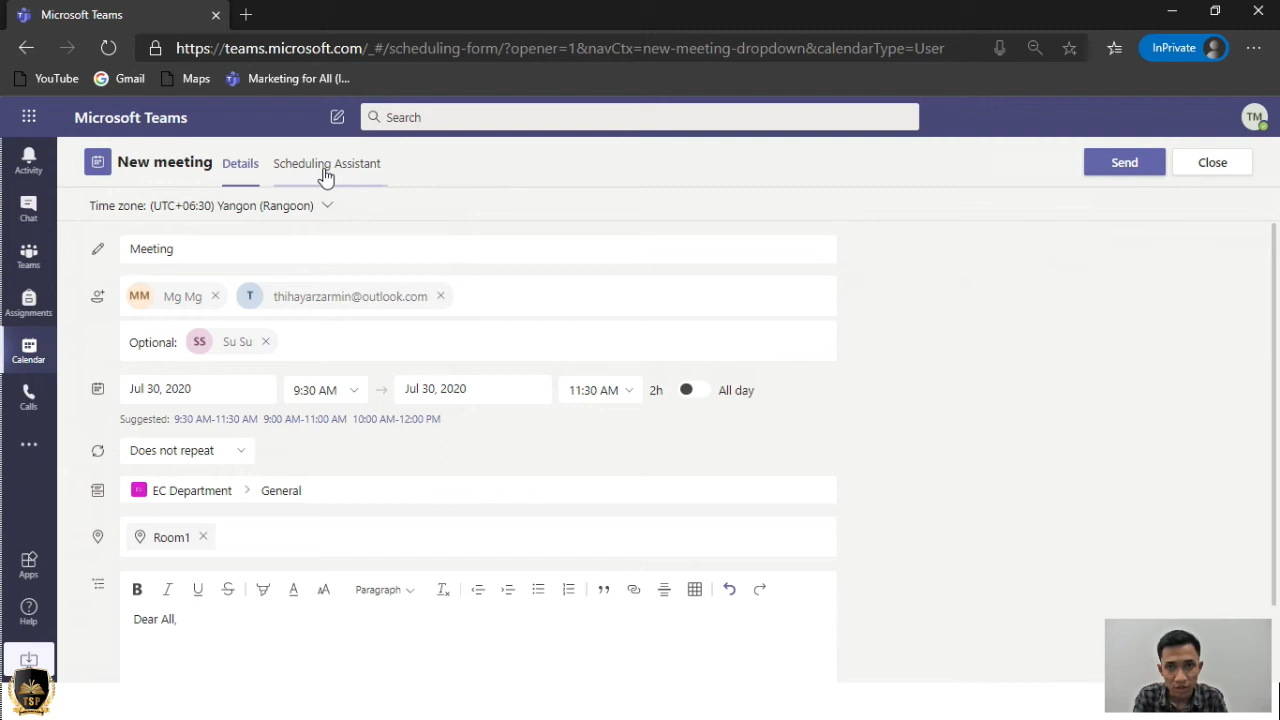 Microsoft Teams
https://teams.microsoft.com/_#/scheduling-form/?opener=1&navCtx=new-meeting-dropdown&calendarType=User
InPrivate
YouTube Gmail Maps Marketing for All (I...
Microsoft Teams Search TM
New meeting Details Scheduling Assistant Send Close
Time zone: (UTC+06:30) Yangon (Rangoon)
Activity
Chat
Teams
Assignments
Calendar
Calls
Apps
Help
Meeting
MM Mg Mg T thihayarzarmin@outlook.com
Optional: SS Su Su
Jul 30, 2020 9:30 AM Jul 30, 2020 11:30 AM 2h All day
Suggested: 9:30 AM-11:30 AM 9:00 AM-11:00 AM 10:00 AM-12:00 PM
Does not repeat
EC Department > General
Room1
B I U S A AA Paragraph
Dear All,
TSP